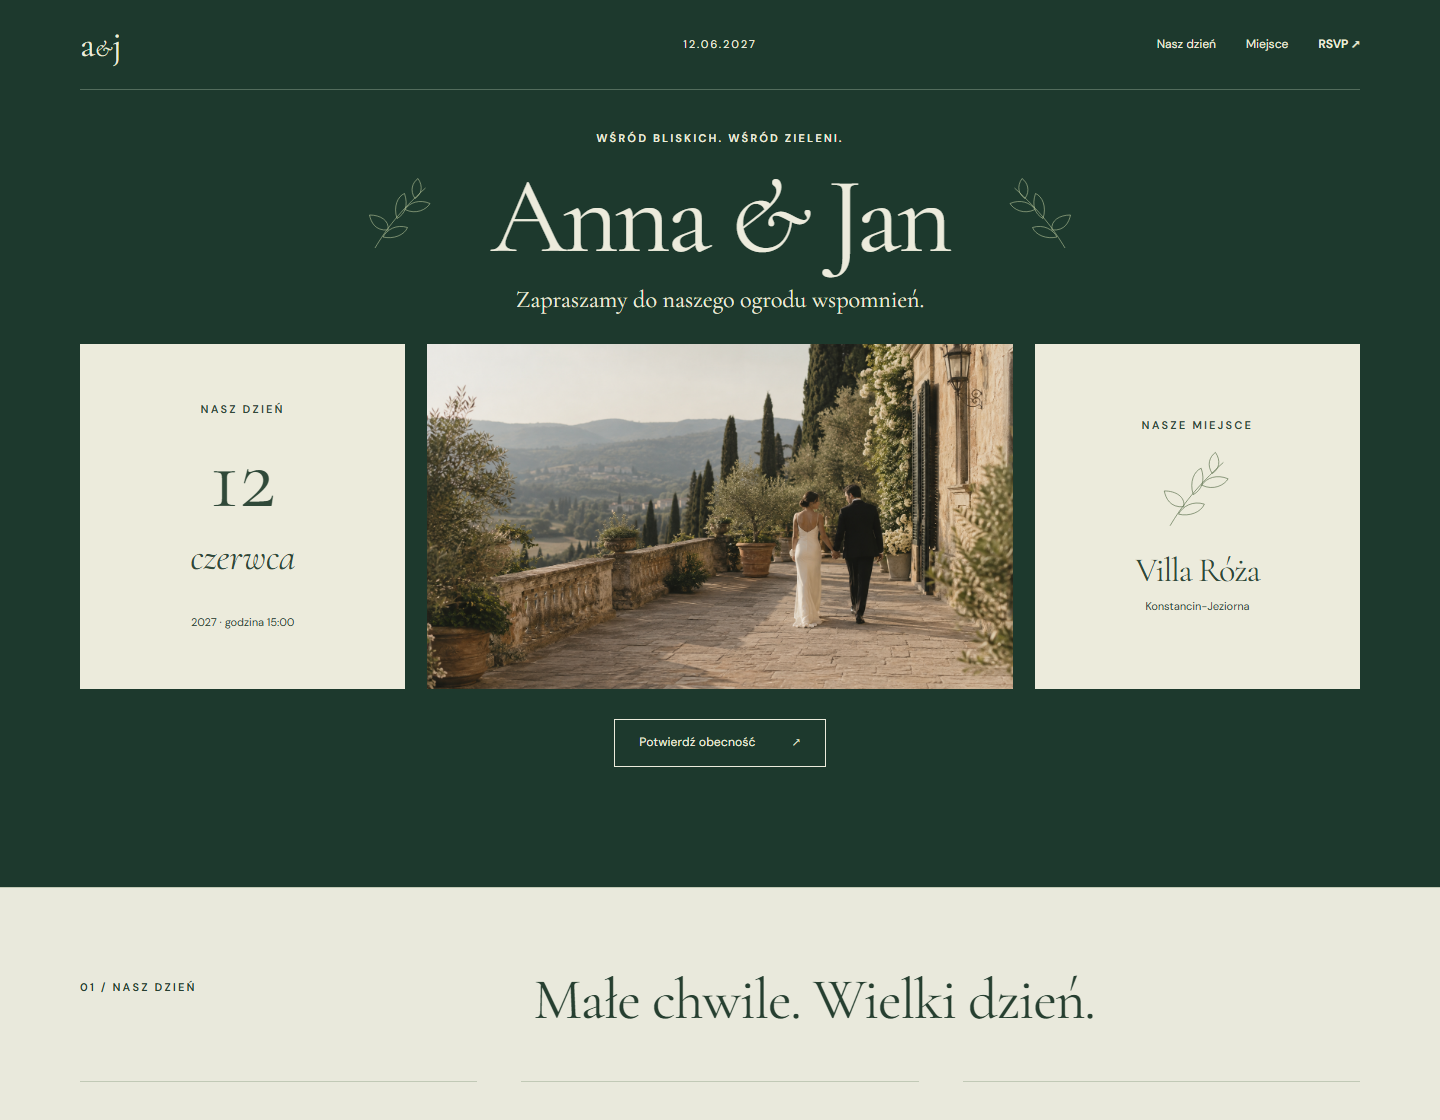 a&j
12.06.2027
Nasz dzień
Miejsce
RSVP ↗
WŚRÓD BLISKICH. WŚRÓD ZIELENI.
Anna & Jan
Zapraszamy do naszego ogrodu wspomnień.
NASZ DZIEŃ
12
czerwca
2027 · godzina 15:00
NASZE MIEJSCE
Villa Róża
Konstancin-Jeziorna
Potwierdź obecność ↗
01 / NASZ DZIEŃ
Małe chwile. Wielki dzień.